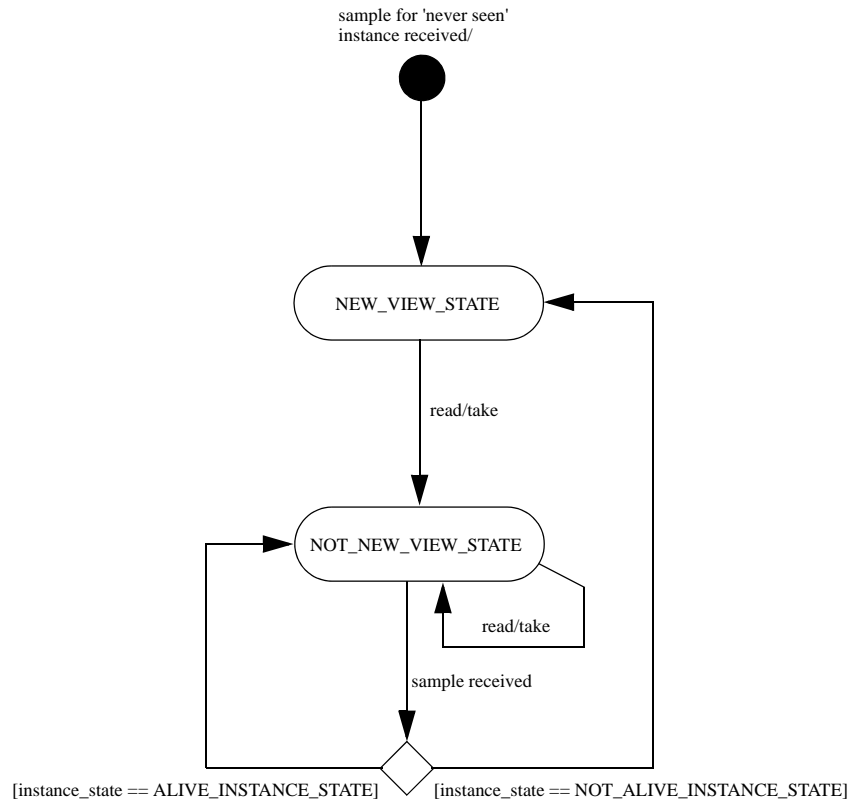 sample for 'never seen'
instance received/
NEW_VIEW_STATE
read/take
NOT_NEW_VIEW_STATE
read/take
sample received
[instance_state == ALIVE_INSTANCE_STATE]
[instance_state == NOT_ALIVE_INSTANCE_STATE]